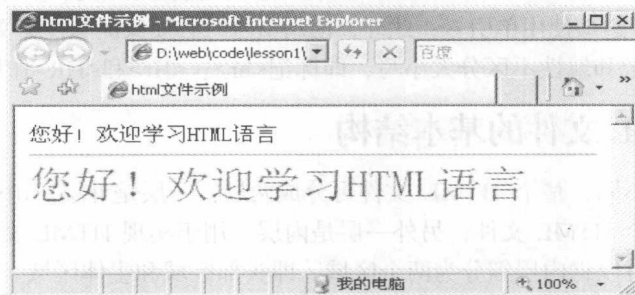 html文件示例 - Microsoft Internet Explorer
D:\web\code\lesson1\
百度
html文件示例
您好！欢迎学习HTML语言
您好！欢迎学习HTML语言
我的电脑
100%